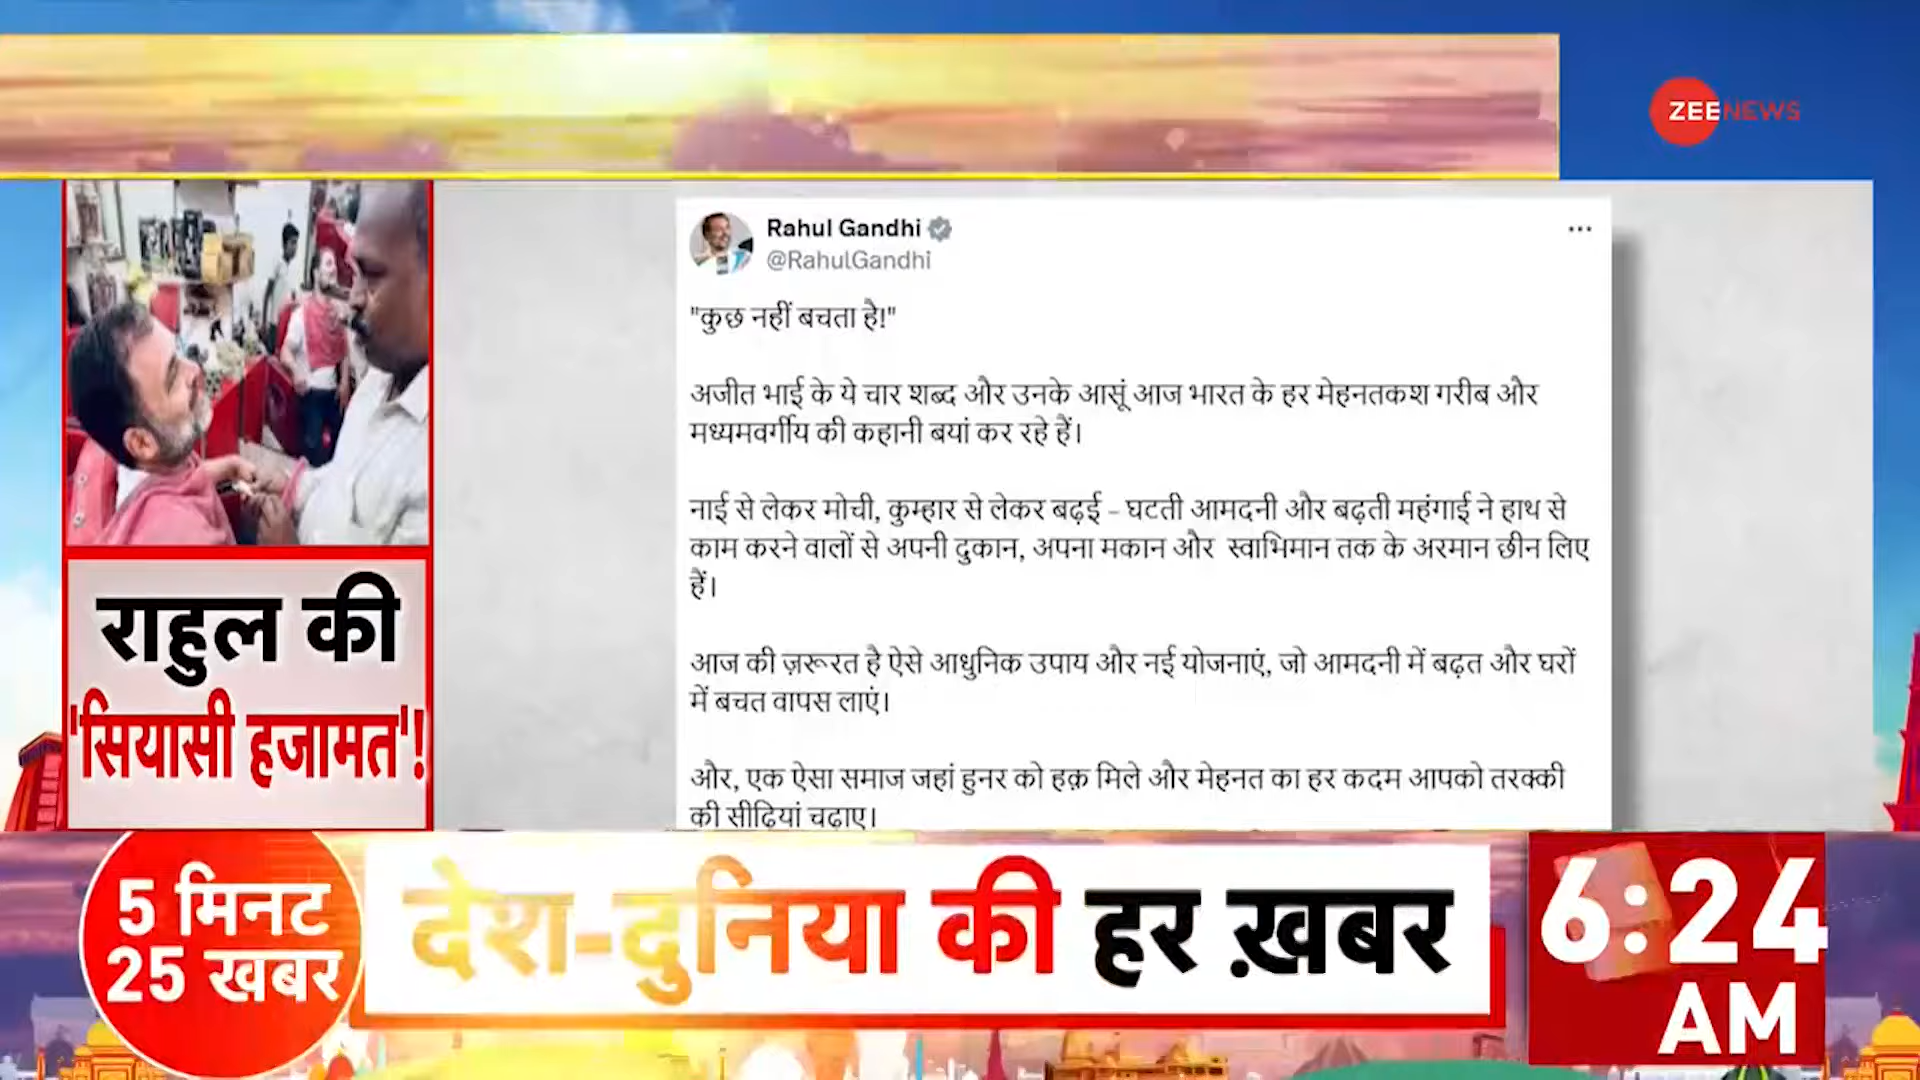 ZEENEWS
Rahul Gandhi
@RahulGandhi
"कुछ नहीं बचता है!"
अजीत भाई के ये चार शब्द और उनके आसूं आज भारत के हर मेहनतकश गरीब और
मध्यमवर्गीय की कहानी बयां कर रहे हैं।
नाई से लेकर मोची, कुम्हार से लेकर बढ़ई – घटती आमदनी और बढ़ती महंगाई ने हाथ से
काम करने वालों से अपनी दुकान, अपना मकान और स्वाभिमान तक के अरमान छीन लिए
हैं।
आज की ज़रूरत है ऐसे आधुनिक उपाय और नई योजनाएं, जो आमदनी में बढ़त और घरों
में बचत वापस लाएं।
और, एक ऐसा समाज जहां हुनर को हक़ मिले और मेहनत का हर कदम आपको तरक्की
की सीढ़ियां चढ़ाए।
राहुल की
'सियासी हजामत'!
5 मिनट
25 खबर
देश-दुनिया की हर ख़बर
6:24
AM